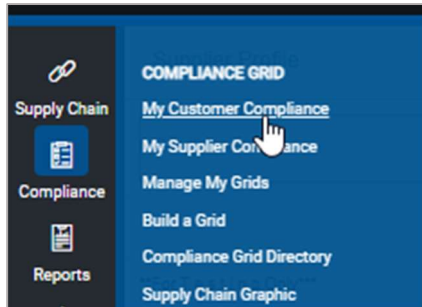 Supply Chain
Compliance
Reports
COMPLIANCE GRID
My Customer Compliance
My Supplier Compliance
Manage My Grids
Build a Grid
Compliance Grid Directory
Supply Chain Graphic